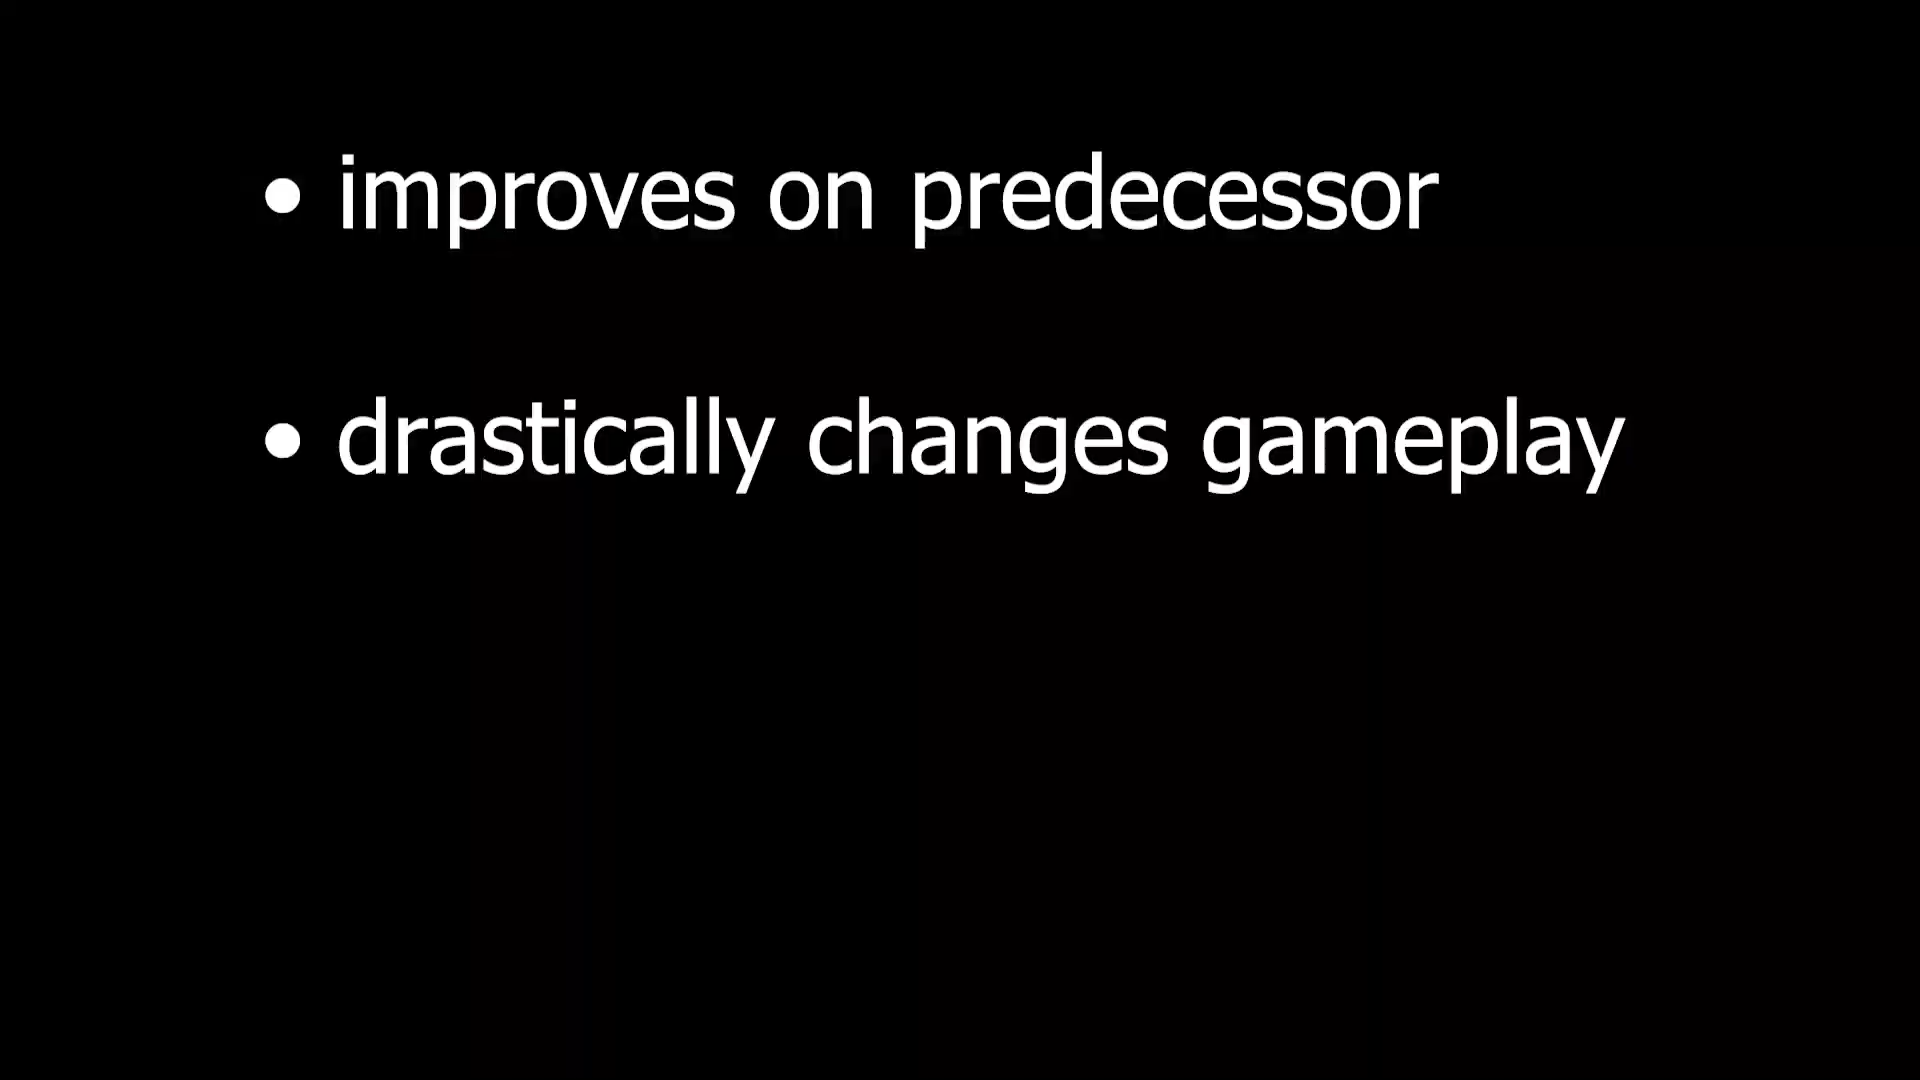 • improves on predecessor
• drastically changes gameplay